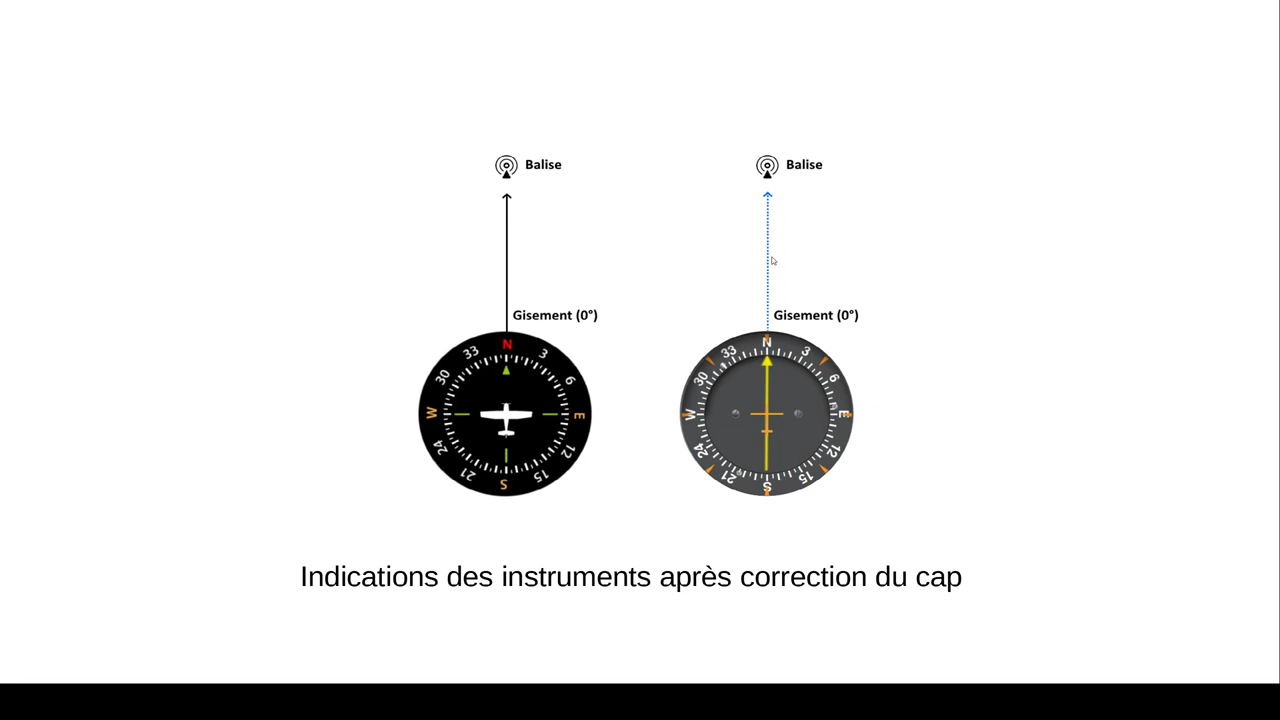 Balise
Balise
Gisement (0°)
Gisement (0°)
N
3
6
E
12
15
S
21
24
W
30
33
N
3
6
E
12
15
S
21
24
W
30
33
Indications des instruments après correction du cap